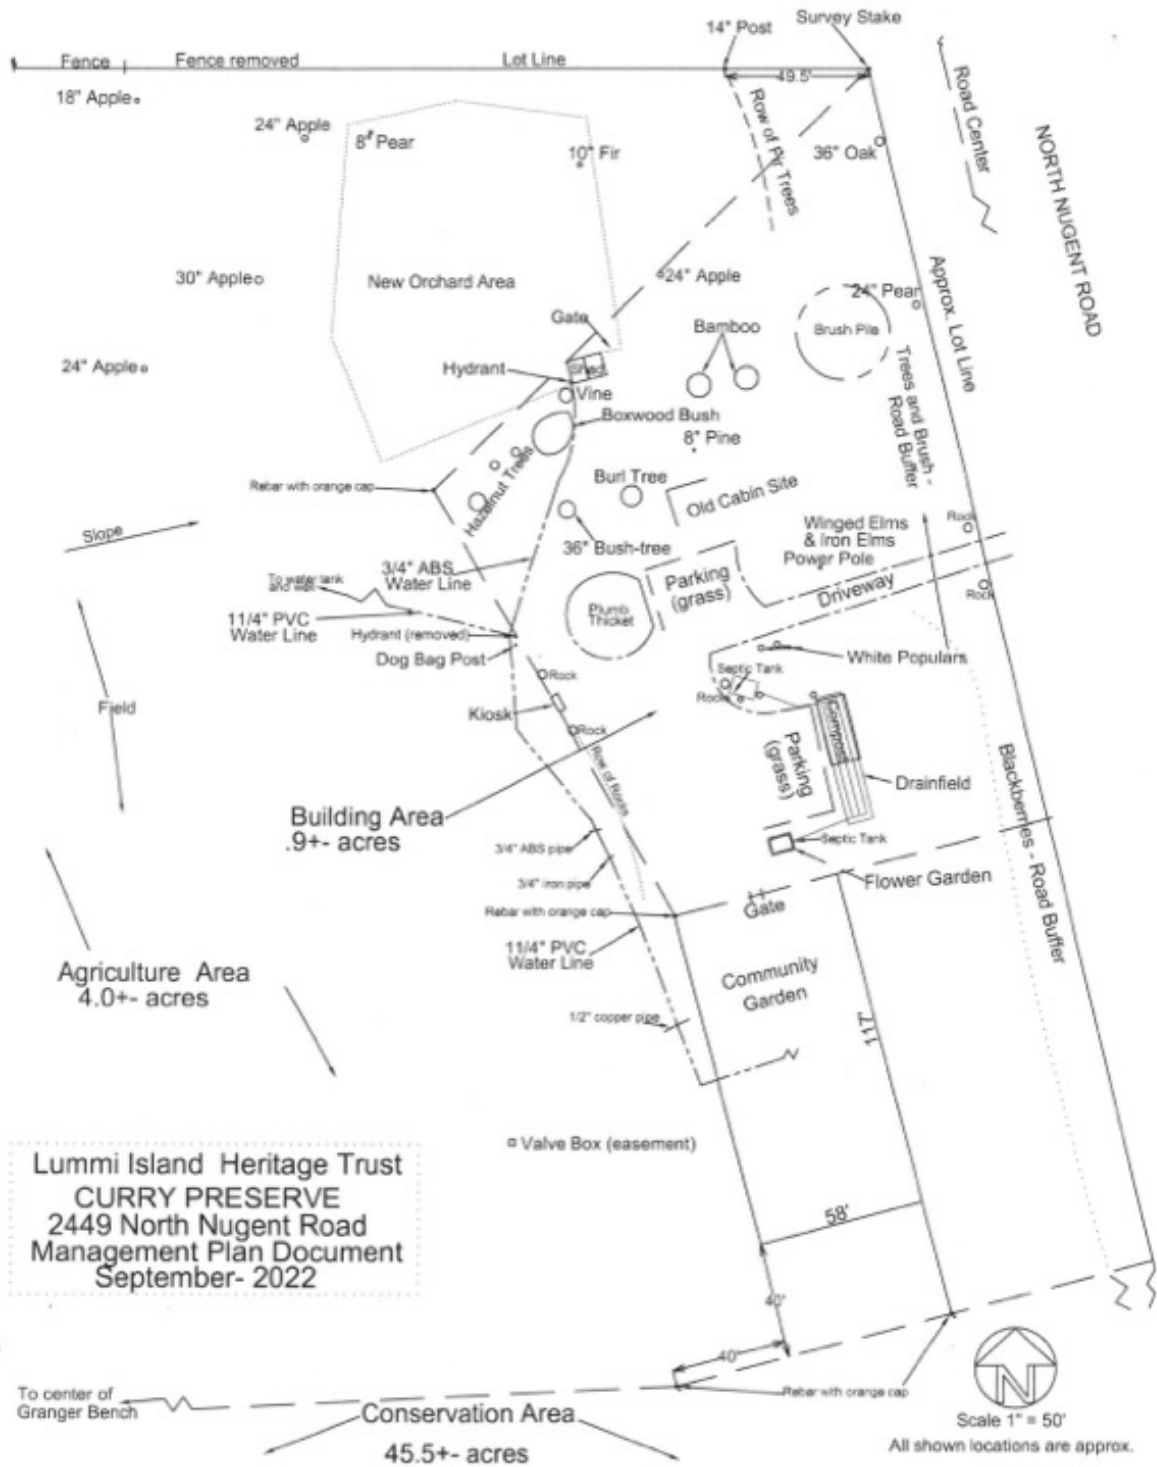 Survey Stake
14" Post
Fence
Fence removed
Lot Line
49.5'
18" Apple
24" Apple
8" Pear
10" Fir
Row of Fir Trees
36" Oak
Road Center
NORTH NUGENT ROAD
30" Apple
New Orchard Area
24" Apple
24" Pear
Approx. Lot Line
Gate
Bamboo
Brush Pile
24" Apple
Hydrant
Shed
Vine
Boxwood Bush
8" Pine
Trees and Brush -
Road Buffer
Rebar with orange cap
Hazelnut Trees
Burl Tree
Old Cabin Site
Slope
36" Bush-tree
Winged Elms
& Iron Elms
Power Pole
Rock
3/4" ABS
Water Line
To water tank
and well
Parking
(grass)
Driveway
Rock
11/4" PVC
Water Line
Hydrant (removed)
Plumb
Thicket
Dog Bag Post
White Populars
Rock
Septic Tank
Rocks
Field
Kiosk
Rock
Compost
Parking
(grass)
Row of Rocks
Drainfield
Blackberries - Road Buffer
Building Area
.9+- acres
3/4" ABS pipe
Septic Tank
3/4" iron pipe
Flower Garden
Rebar with orange cap
Gate
11/4" PVC
Water Line
Community
Garden
Agriculture Area
4.0+- acres
1/2" copper pipe
117'
Valve Box (easement)
Lummi Island Heritage Trust
CURRY PRESERVE
2449 North Nugent Road
Management Plan Document
September- 2022
58'
40'
40'
To center of
Granger Bench
Rebar with orange cap
Conservation Area
45.5+- acres
N
Scale 1" = 50'
All shown locations are approx.